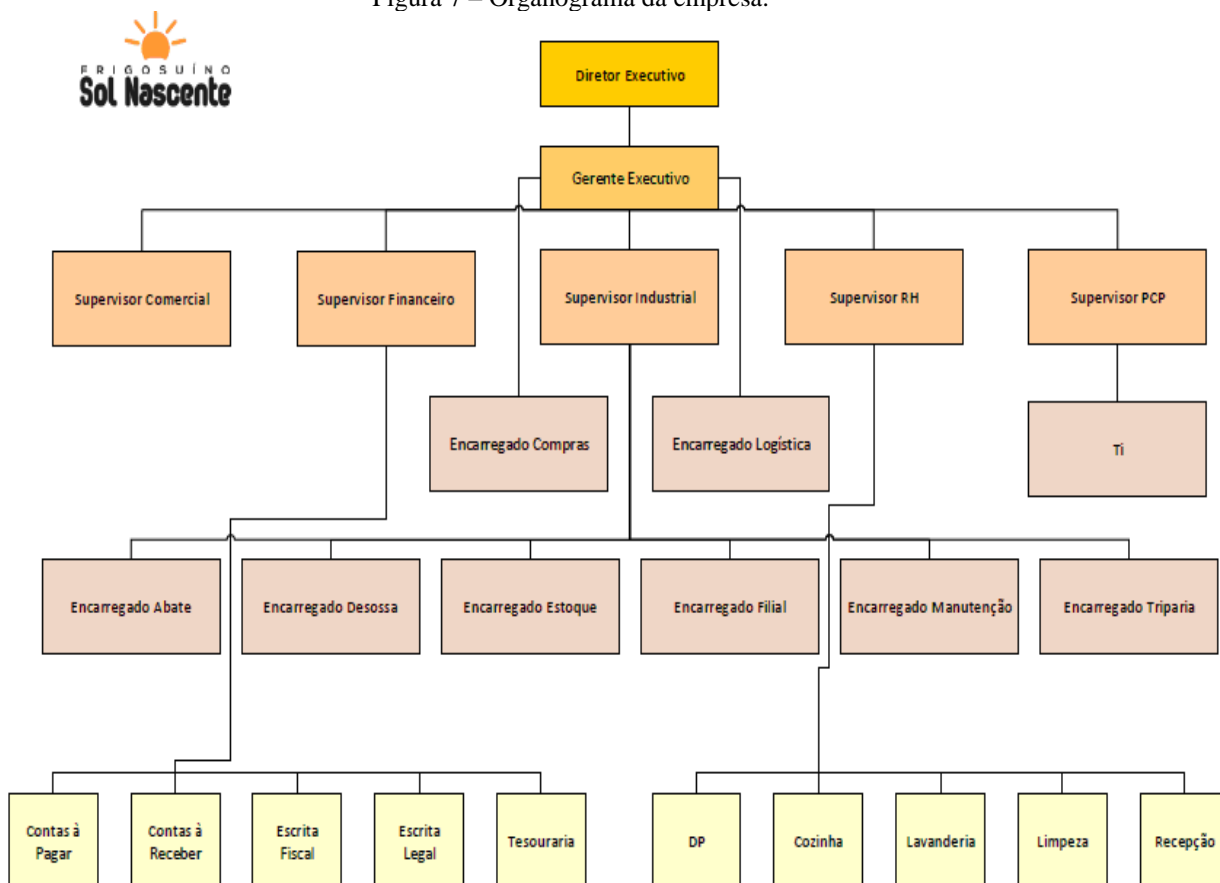 Figura 7 – Organograma da empresa.
FRIGOSUÍNO
Sol Nascente
Diretor Executivo
Gerente Executivo
Supervisor Comercial
Supervisor Financeiro
Supervisor Industrial
Supervisor RH
Supervisor PCP
Encarregado Compras
Encarregado Logística
Ti
Encarregado Abate
Encarregado Desossa
Encarregado Estoque
Encarregado Filial
Encarregado Manutenção
Encarregado Triparia
Contas à
Pagar
Contas à
Receber
Escrita
Fiscal
Escrita
Legal
Tesouraria
DP
Cozinha
Lavanderia
Limpeza
Recepção